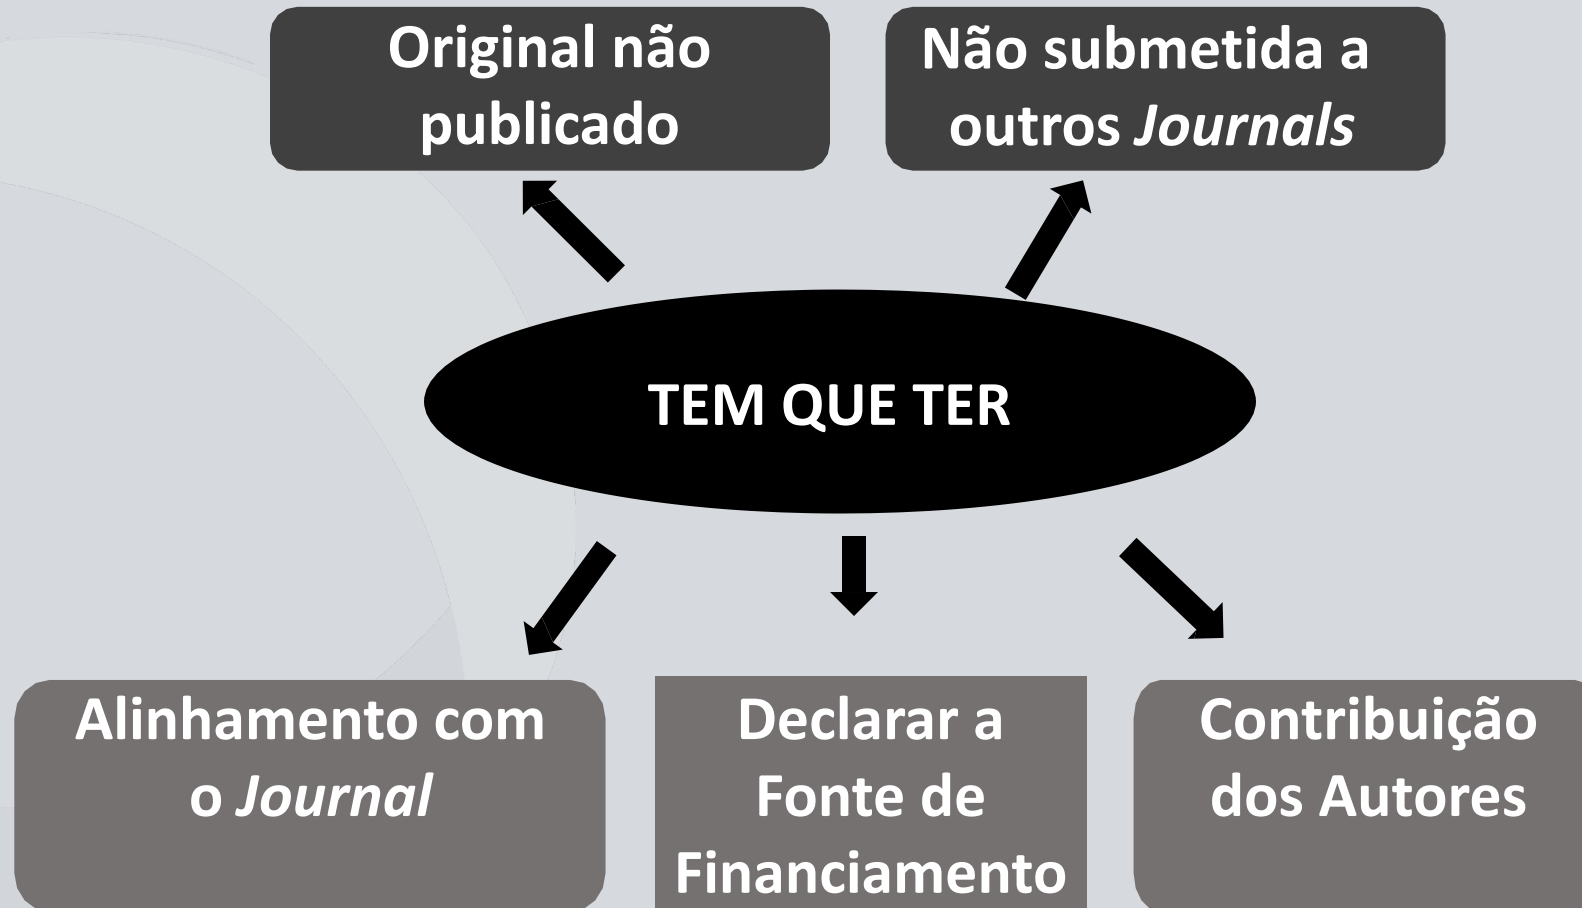 Original não
publicado
Não submetida a
outros Journals
TEM QUE TER
Alinhamento com
o Journal
Declarar a
Fonte de
Financiamento
Contribuição
dos Autores